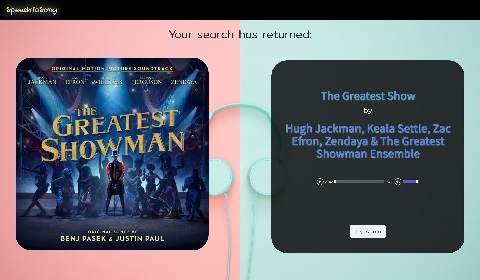 SpeechToSong
Your search has returned:
ORIGINAL MOTION PICTURE SOUNDTRACK
JACKMAN EFRON WILLIAMS FERGUSON ZENDAYA
THE
GREATEST
SHOWMAN
ORIGINAL SONGS BY
BENJ PASEK & JUSTIN PAUL
The Greatest Show
by
Hugh Jackman, Keala Settle, Zac
Efron, Zendaya & The Greatest
Showman Ensemble